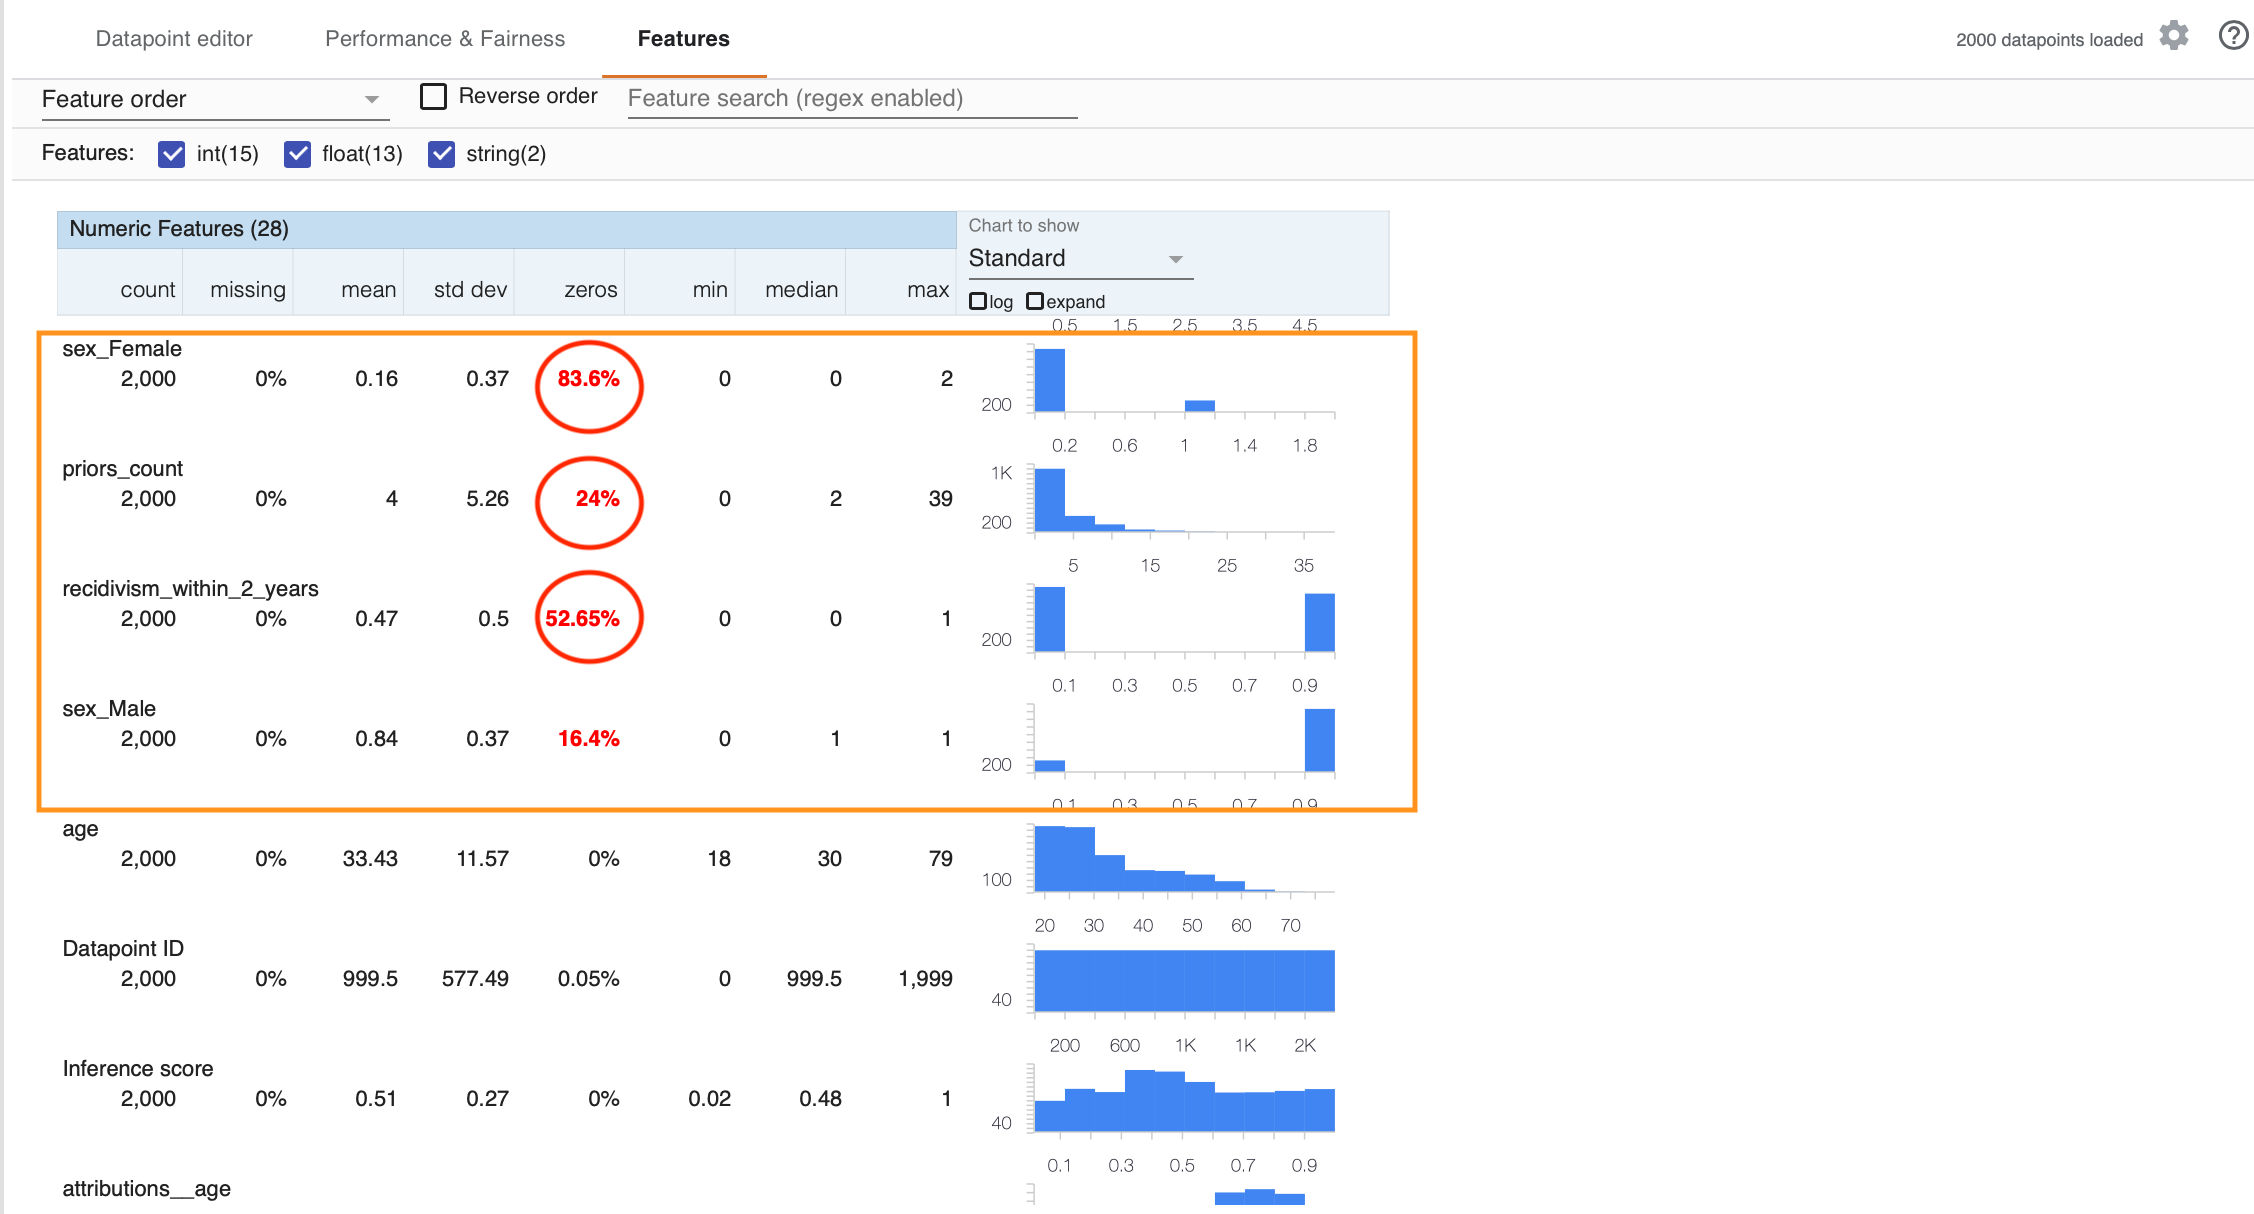 Datapoint editor Performance & Fairness Features 2000 datapoints loaded
Feature order Reverse order Feature search (regex enabled)
Features: int(15) float(13) string(2)
Numeric Features (28) Chart to show
Standard
count missing mean std dev zeros min median max
log expand
0.5 1.5 2.5 3.5 4.5
sex_Female
2,000 0% 0.16 0.37 83.6% 0 0 2
200
0.2 0.6 1 1.4 1.8
priors_count
1K
2,000 0% 4 5.26 24% 0 2 39
200
5 15 25 35
recidivism_within_2_years
2,000 0% 0.47 0.5 52.65% 0 0 1
200
0.1 0.3 0.5 0.7 0.9
sex_Male
2,000 0% 0.84 0.37 16.4% 0 1 1
200
0.1 0.3 0.5 0.7 0.9
age
2,000 0% 33.43 11.57 0% 18 30 79
100
20 30 40 50 60 70
Datapoint ID
2,000 0% 999.5 577.49 0.05% 0 999.5 1,999
40
200 600 1K 1K 2K
Inference score
2,000 0% 0.51 0.27 0% 0.02 0.48 1
40
0.1 0.3 0.5 0.7 0.9
attributions__age